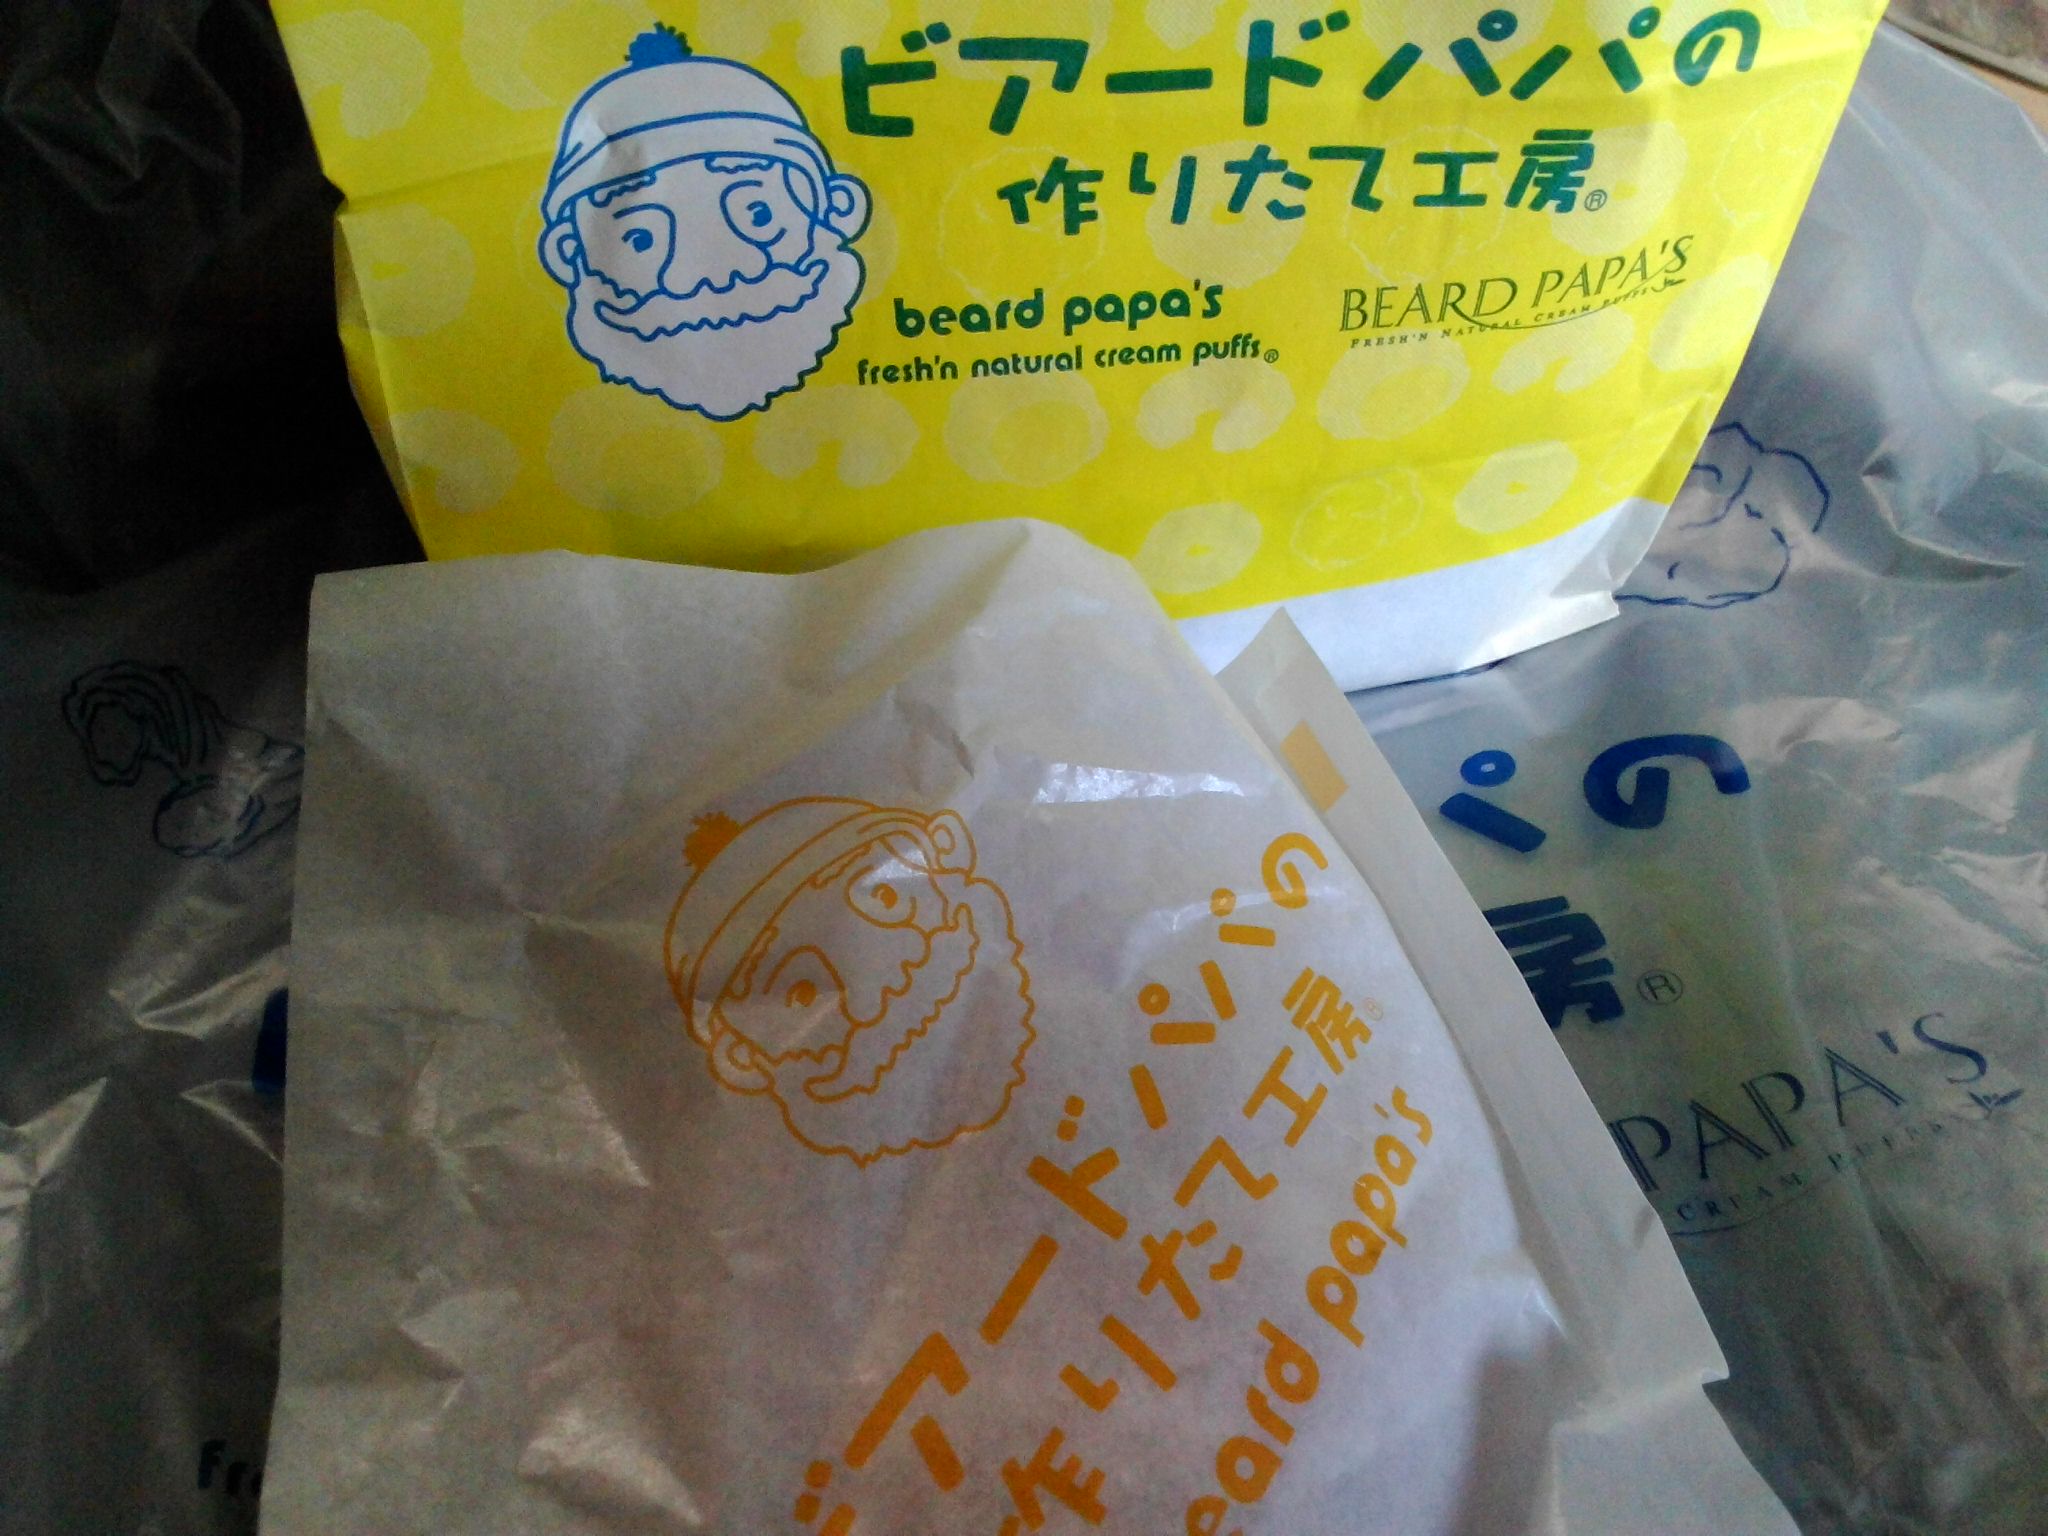 ビアードパパの
作りたて工房®
beard papa's
fresh'n natural cream puffs®
BEARD PAPA'S
FRESH'N NATURAL CREAM PUFFS
ビアードパパの
作りたて工房®
beard papa's
パの
房®
PAPA'S
CREAM PUFFS
fre